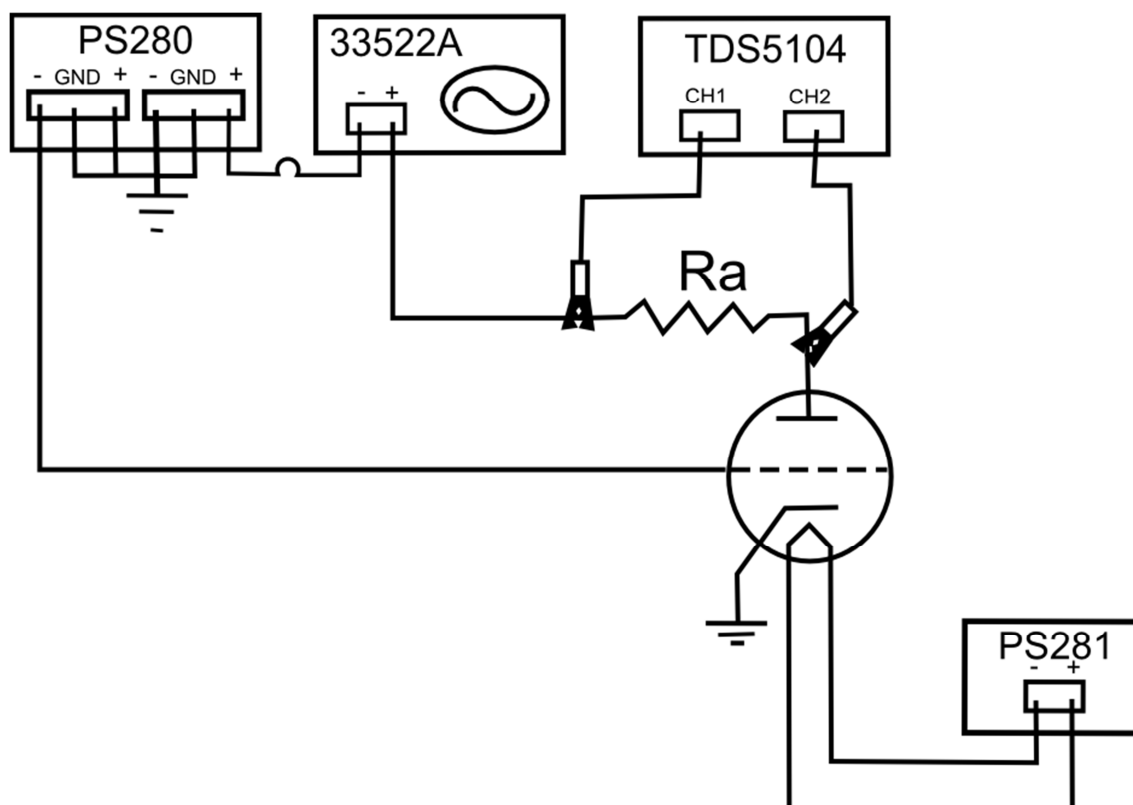 PS280
- GND + - GND +
33522A
- +
TDS5104
CH1 CH2
Ra
PS281
- +